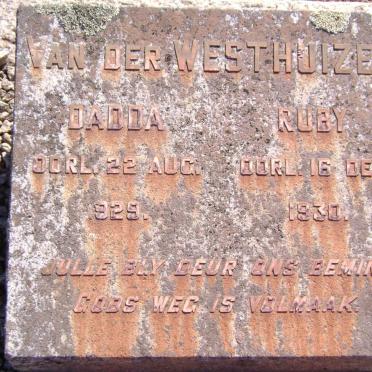 VAN DER WESTHUIZE
DADDA RUBY
OORL. 22 AUG. OORL. 16 DE
929. 1930.
JULLE BLY DEUR ONS BEMIN
GODS WEG IS VOLMAAK.